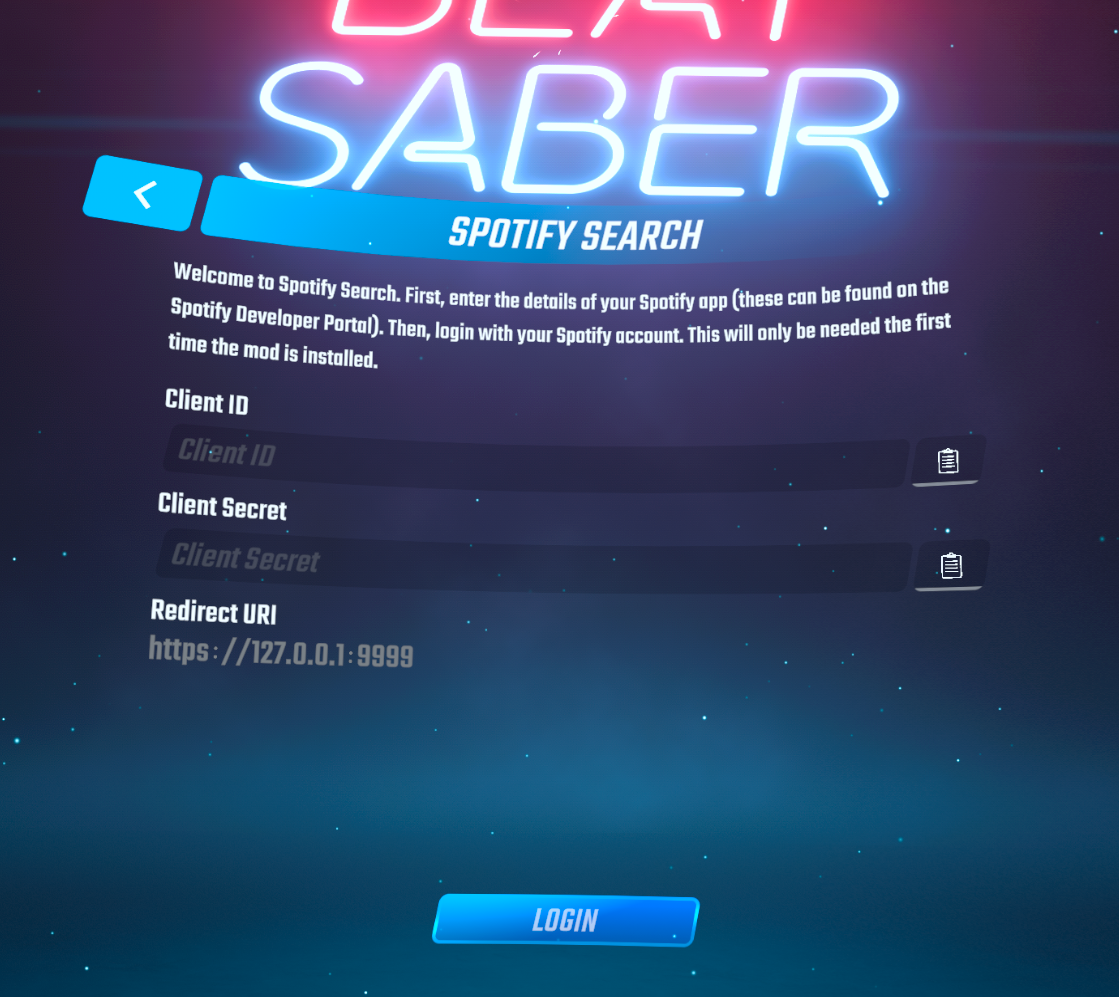 BEAT
SABER
SPOTIFY SEARCH
Welcome to Spotify Search. First, enter the details of your Spotify app (these can be found on the
Spotify Developer Portal). Then, login with your Spotify account. This will only be needed the first
time the mod is installed.
Client ID
Client ID
Client Secret
Client Secret
Redirect URI
https://127.0.0.1:9999
LOGIN